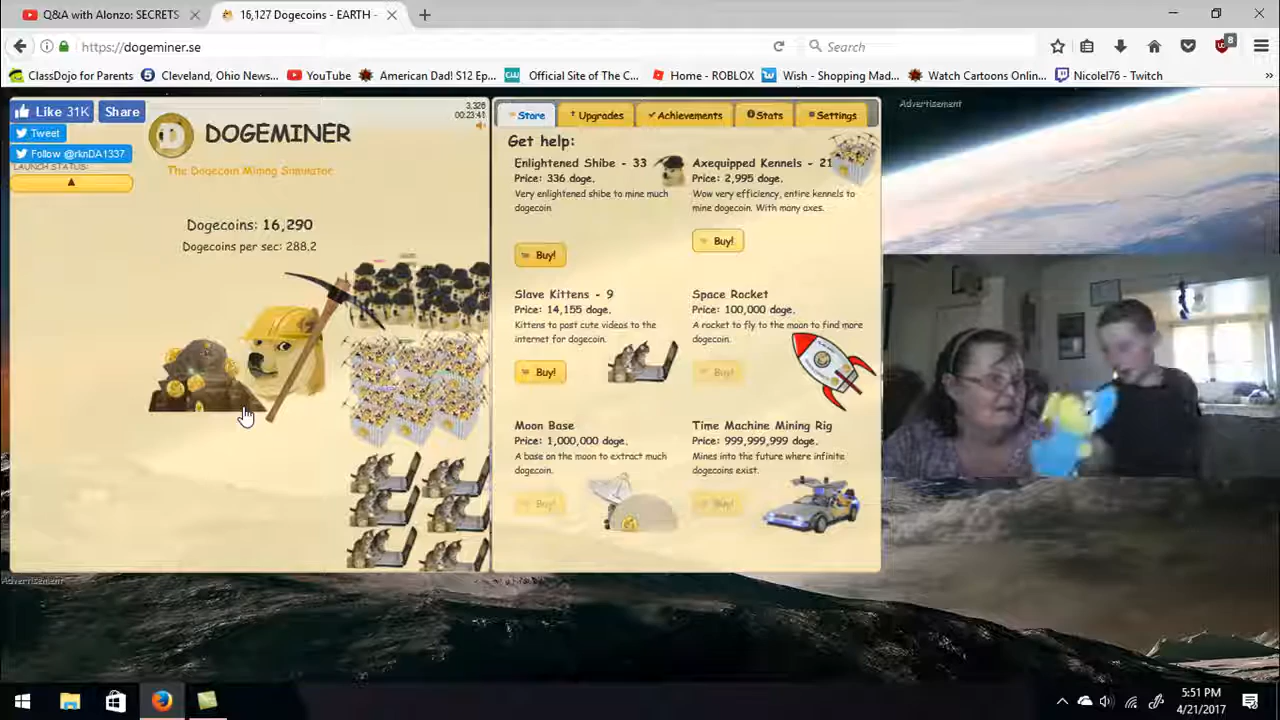 Q&A with Alonzo: SECRETS
16,127 Dogecoins - EARTH -
https://dogeminer.se
Search
8
ClassDojo for Parents
Cleveland, Ohio News...
YouTube
American Dad! S12 Ep...
Official Site of The C...
Home - ROBLOX
Wish - Shopping Mad...
Watch Cartoons Onlin...
Nicolel76 - Twitch
Like 31K
Share
Tweet
Follow @rknDA1337
LAUNCH STATUS:
DOGEMINER
The Dogecoin Mining Simulator
3,326
00:23:41
Dogecoins: 16,290
Dogecoins per sec: 288.2
Store
Upgrades
Achievements
Stats
Settings
Get help:
Enlightened Shibe - 33
Price: 336 doge.
Very enlightened shibe to mine much
dogecoin
Buy!
Axequipped Kennels - 21
Price: 2,995 doge.
Wow very efficiency, entire kennels to
mine dogecoin. With many axes.
Buy!
Slave Kittens - 9
Price: 14,155 doge.
Kittens to post cute videos to the
internet for dogecoin.
Buy!
Space Rocket
Price: 100,000 doge.
A rocket to fly to the moon to find more
dogecoin.
Buy!
Moon Base
Price: 1,000,000 doge.
A base on the moon to extract much
dogecoin.
Buy!
Time Machine Mining Rig
Price: 999,999,999 doge.
Mines into the future where infinite
dogecoins exist.
Buy!
Advertisement
Advertisement
5:51 PM
4/21/2017